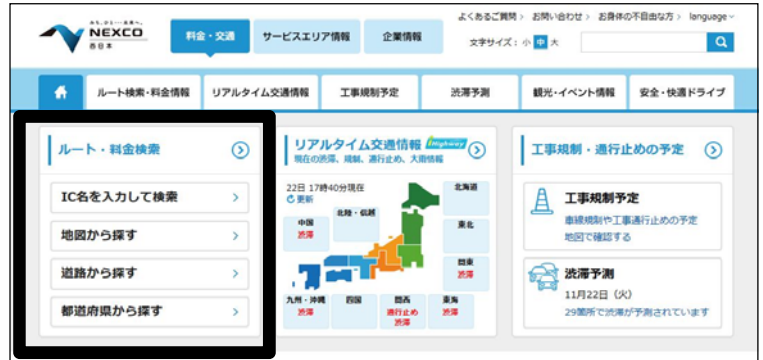 よくあるご質問 お問い合わせ お身体の不自由な方 language
あし、が・に・・・・未来へ。
NEXCO
西日本
料金・交通 サービスエリア情報 企業情報
文字サイズ: 小 中 大
ルート検索・料金情報 リアルタイム交通情報 工事規制予定 渋滞予測 観光・イベント情報 安全・快適ドライブ
ルート・料金検索
IC名を入力して検索
地図から探す
道路から探す
都道府県から探す
リアルタイム交通情報 iHighway
現在の渋滞、規制、通行止め、大雨情報
22日 17時40分現在
更新
北海道
北陸・信越
中国
渋滞
東北
関東
渋滞
九州・沖縄
渋滞
四国
関西
通行止め
渋滞
東海
渋滞
工事規制・通行止めの予定
工事規制予定
車線規制や工事通行止めの予定
地図で確認する
渋滞予測
11月22日(火)
29箇所で渋滞が予測されています